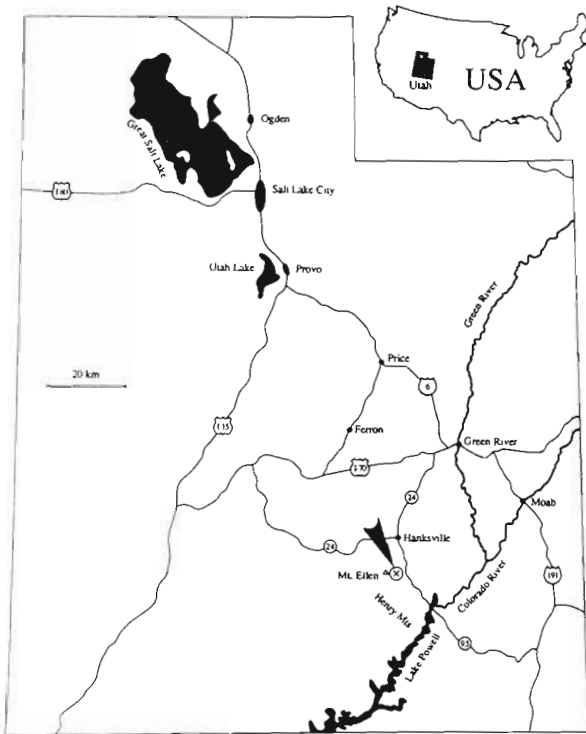 USA
Utah
Great Salt Lake
Ogden
I 80
Salt Lake City
Utah Lake
Provo
Green River
20 km
Price
6
I 15
Ferron
Green River
I 70
24
Moab
24
Hanksville
Mt. Ellen
X
Colorado River
191
Henry Mts
Lake Powell
95